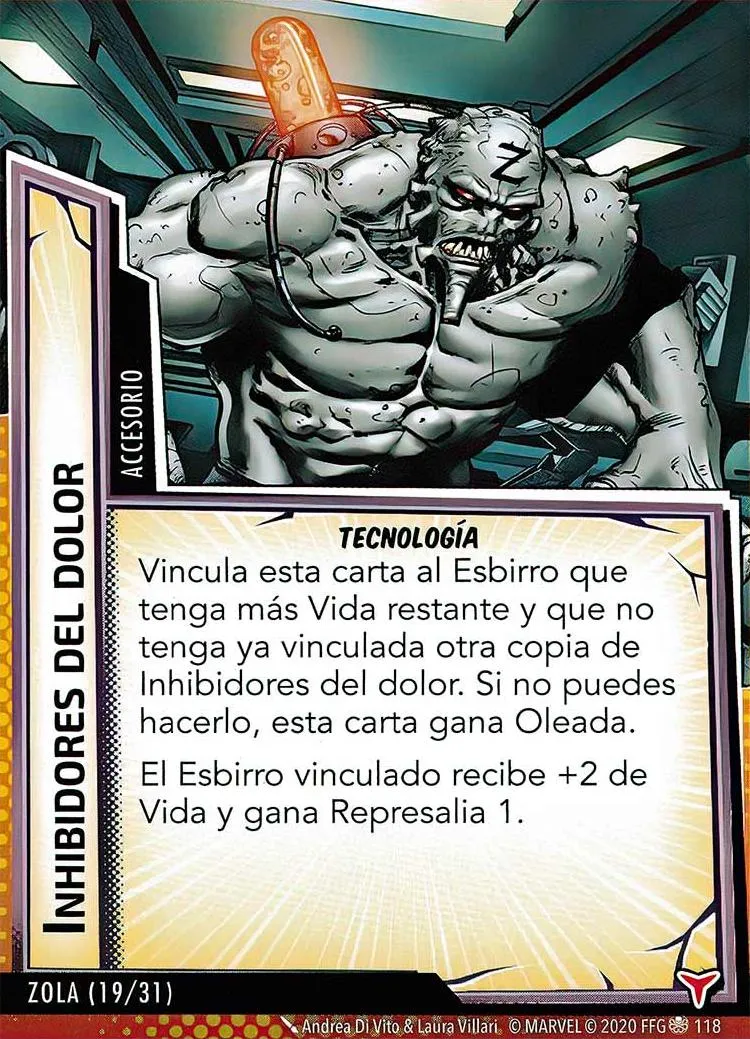 Z
ACCESORIO
INHIBIDORES DEL DOLOR
TECNOLOGÍA
Vincula esta carta al Esbirro que
tenga más Vida restante y que no
tenga ya vinculada otra copia de
Inhibidores del dolor. Si no puedes
hacerlo, esta carta gana Oleada.
El Esbirro vinculado recibe +2 de
Vida y gana Represalia 1.
ZOLA (19/31)
Andrea Di Vito & Laura Villari. © MARVEL © 2020 FFG 118